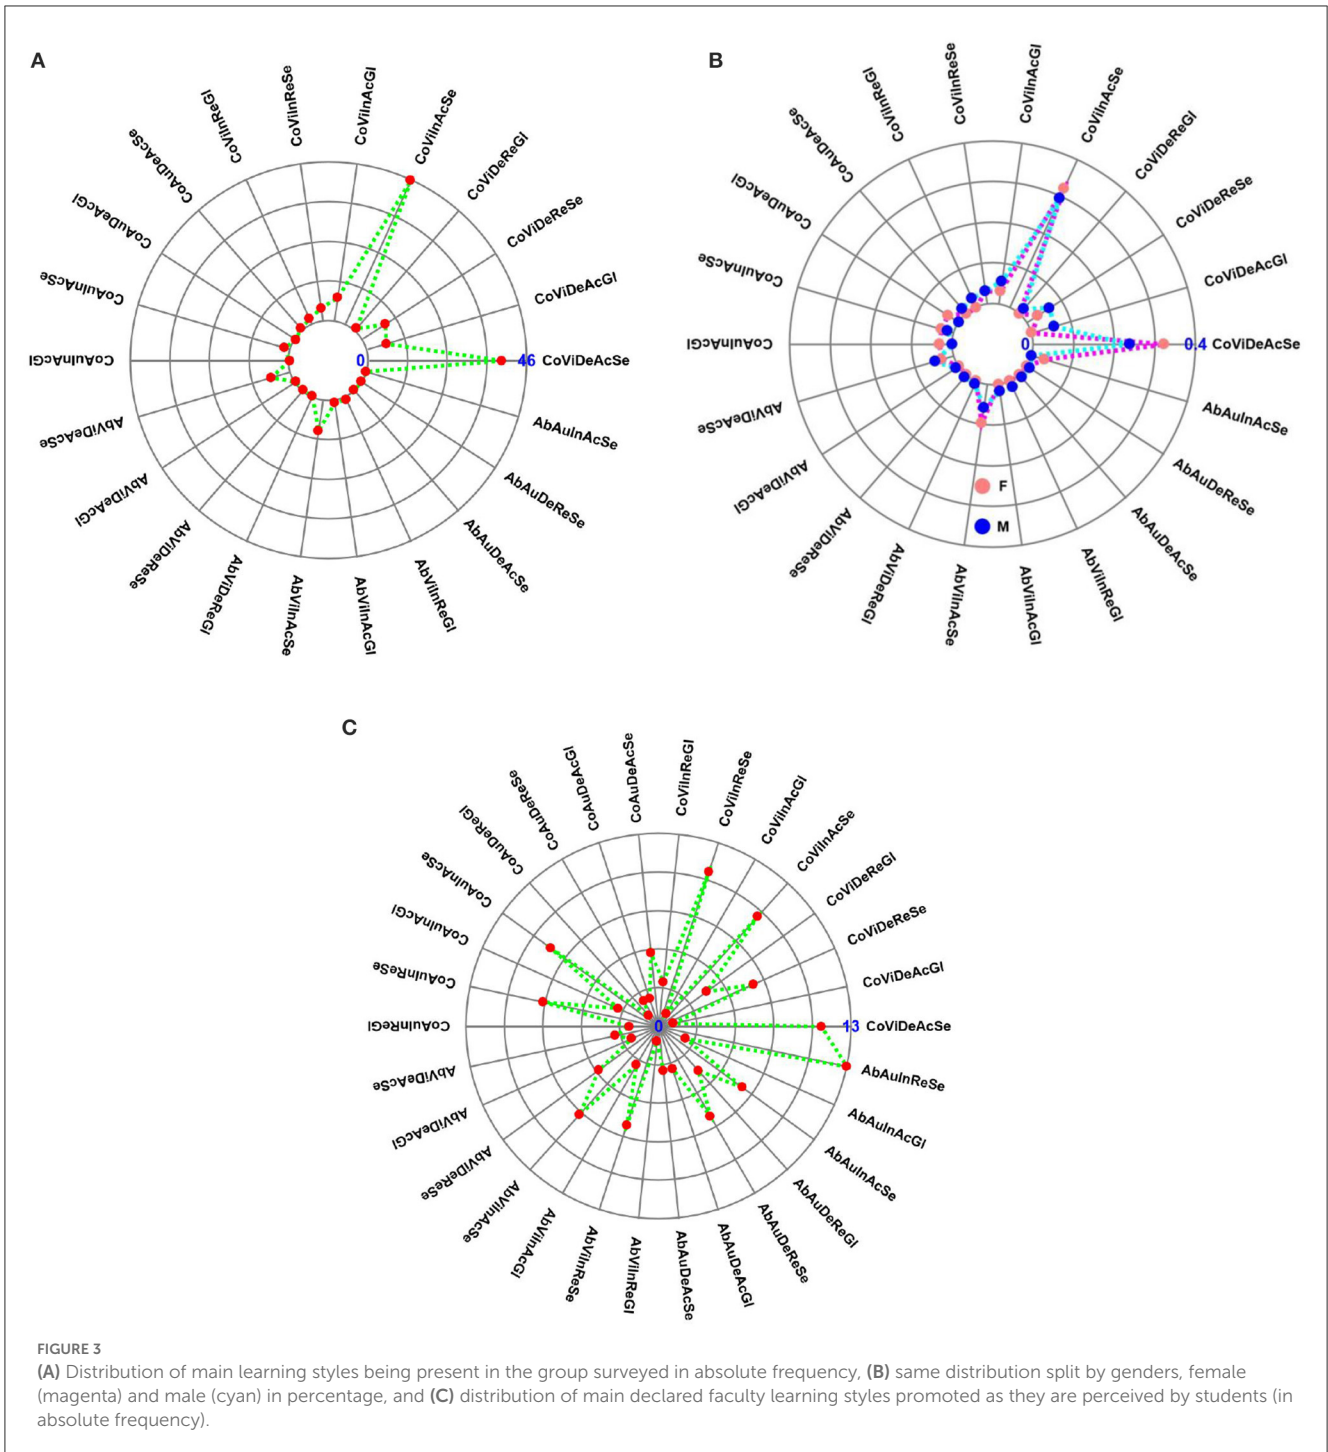 A
CoViDeAcSe
CoViDeAcGl
CoViDeReSe
CoViDeReGl
CoViInAcSe
CoViInAcGl
CoViInReSe
CoViInReGl
CoAuDeAcSe
CoAuDeAcGl
CoAuInAcSe
CoAuInAcGl
AbViDeAcSe
AbViDeAcGl
AbViDeReSe
AbViDeReGl
AbViInAcSe
AbViInAcGl
AbViInReGl
AbAuDeAcSe
AbAuDeReSe
AbAuInAcSe
0
46
B
CoViDeAcSe
CoViDeAcGl
CoViDeReSe
CoViDeReGl
CoViInAcSe
CoViInAcGl
CoViInReSe
CoViInReGl
CoAuDeAcSe
CoAuDeAcGl
CoAuInAcSe
CoAuInAcGl
AbViDeAcSe
AbViDeAcGl
AbViDeReSe
AbViDeReGl
AbViInAcSe
AbViInAcGl
AbViInReGl
AbAuDeAcSe
AbAuDeReSe
AbAuInAcSe
0
0.4
F
M
C
CoViDeAcSe
CoViDeAcGl
CoViDeReSe
CoViDeReGl
CoViInAcSe
CoViInAcGl
CoViInReSe
CoViInReGl
CoAuDeAcSe
CoAuDeAcGl
CoAuDeReSe
CoAuDeReGl
CoAuInAcSe
CoAuInAcGl
CoAuInReSe
CoAuInReGl
AbViDeAcSe
AbViDeAcGl
AbViDeReSe
AbViInAcSe
AbViInAcGl
AbViInReSe
AbViInReGl
AbAuDeAcSe
AbAuDeAcGl
AbAuDeReSe
AbAuDeReGl
AbAuInAcSe
AbAuInAcGl
AbAuInReSe
0
13
FIGURE 3
(A) Distribution of main learning styles being present in the group surveyed in absolute frequency, (B) same distribution split by genders, female
(magenta) and male (cyan) in percentage, and (C) distribution of main declared faculty learning styles promoted as they are perceived by students (in
absolute frequency).